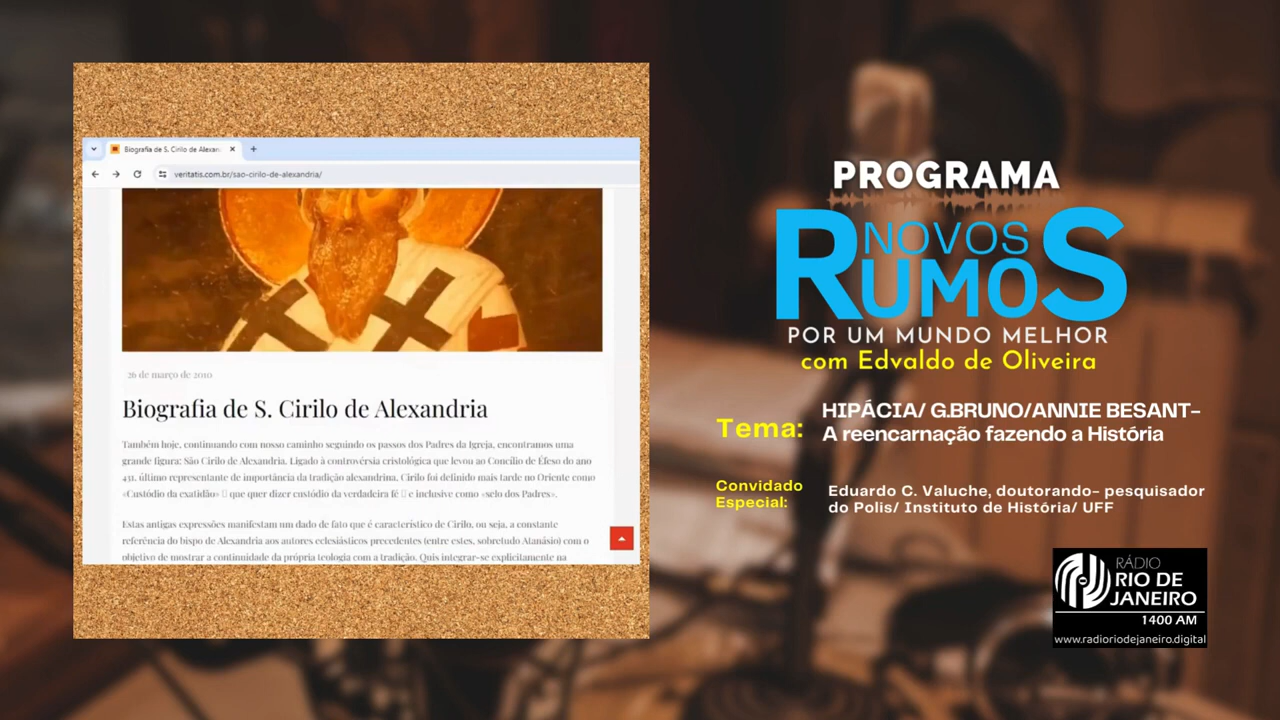 Biografia de S. Cirilo de Alexan
veritatis.com.br/sao-cirilo-de-alexandria/
26 de março de 2010
Biografia de S. Cirilo de Alexandria
Também hoje, continuando com nosso caminho seguindo os passos dos Padres da Igreja, encontramos uma
grande figura: São Cirilo de Alexandria. Ligado à controvérsia cristológica que levou ao Concílio de Éfeso do ano
431, último representante de importância da tradição alexandrina, Cirilo foi definido mais tarde no Oriente como
«Custódio da exatidão» que quer dizer custódio da verdadeira fé e inclusive como «selo dos Padres».
Estas antigas expressões manifestam um dado de fato que é característico de Cirilo, ou seja, a constante
referência do bispo de Alexandria aos autores eclesiásticos precedentes (entre estes, sobretudo Atanásio) com o
objetivo de mostrar a continuidade da própria teologia com a tradição. Quis integrar-se explicitamente na
PROGRAMA
NOVOS
RUMOS
POR UM MUNDO MELHOR
com Edvaldo de Oliveira
Tema: HIPÁCIA/ G.BRUNO/ANNIE BESANT-
A reencarnação fazendo a História
Convidado
Especial:
Eduardo C. Valuche, doutorando- pesquisador
do Polis/ Instituto de História/ UFF
RÁDIO
RIO DE
JANEIRO
1400 AM
www.radioriodejaneiro.digital